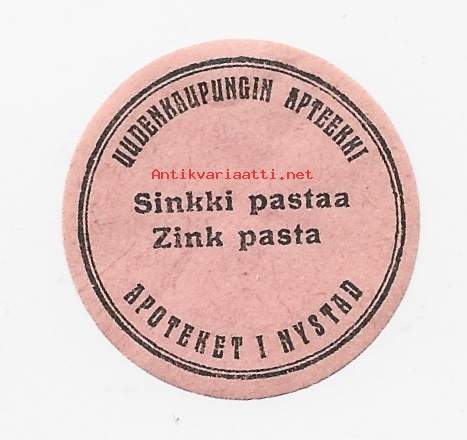 UUDENKAUPUNGIN APTEEKKI
Antikvariaatti.net
Sinkki pastaa
Zink pasta
APOTEKET I NYSTAD